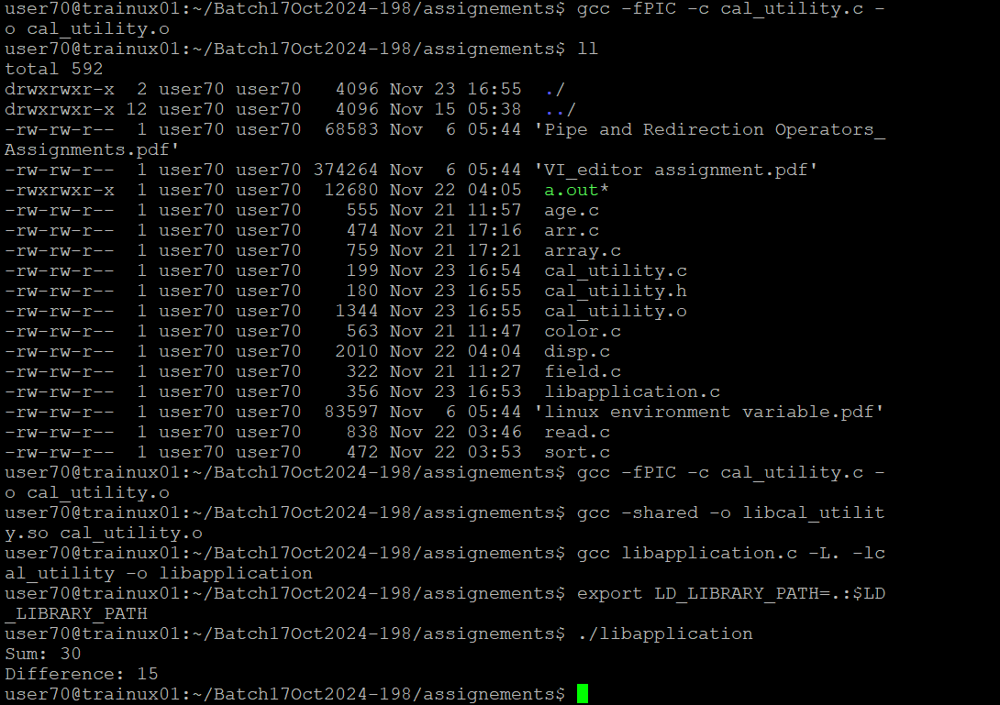 user70@trainux01:~/Batch17Oct2024-198/assignements$ gcc -fPIC -c cal_utility.c -
o cal_utility.o
user70@trainux01:~/Batch17Oct2024-198/assignements$ ll
total 592
drwxrwxr-x  2 user70 user70   4096 Nov 23 16:55  ./
drwxrwxr-x 12 user70 user70   4096 Nov 15 05:38  ../
-rw-rw-r--  1 user70 user70  68583 Nov  6 05:44 'Pipe and Redirection Operators_
Assignments.pdf'
-rw-rw-r--  1 user70 user70 374264 Nov  6 05:44 'VI_editor assignment.pdf'
-rwxrwxr-x  1 user70 user70  12680 Nov 22 04:05  a.out*
-rw-rw-r--  1 user70 user70    555 Nov 21 11:57  age.c
-rw-rw-r--  1 user70 user70    474 Nov 21 17:16  arr.c
-rw-rw-r--  1 user70 user70    759 Nov 21 17:21  array.c
-rw-rw-r--  1 user70 user70    199 Nov 23 16:54  cal_utility.c
-rw-rw-r--  1 user70 user70    180 Nov 23 16:55  cal_utility.h
-rw-rw-r--  1 user70 user70   1344 Nov 23 16:55  cal_utility.o
-rw-rw-r--  1 user70 user70    563 Nov 21 11:47  color.c
-rw-rw-r--  1 user70 user70   2010 Nov 22 04:04  disp.c
-rw-rw-r--  1 user70 user70    322 Nov 21 11:27  field.c
-rw-rw-r--  1 user70 user70    356 Nov 23 16:53  libapplication.c
-rw-rw-r--  1 user70 user70  83597 Nov  6 05:44 'linux environment variable.pdf'
-rw-rw-r--  1 user70 user70    838 Nov 22 03:46  read.c
-rw-rw-r--  1 user70 user70    472 Nov 22 03:53  sort.c
user70@trainux01:~/Batch17Oct2024-198/assignements$ gcc -fPIC -c cal_utility.c -
o cal_utility.o
user70@trainux01:~/Batch17Oct2024-198/assignements$ gcc -shared -o libcal_utilit
y.so cal_utility.o
user70@trainux01:~/Batch17Oct2024-198/assignements$ gcc libapplication.c -L. -lc
al_utility -o libapplication
user70@trainux01:~/Batch17Oct2024-198/assignements$ export LD_LIBRARY_PATH=.:$LD
_LIBRARY_PATH
user70@trainux01:~/Batch17Oct2024-198/assignements$ ./libapplication
Sum: 30
Difference: 15
user70@trainux01:~/Batch17Oct2024-198/assignements$